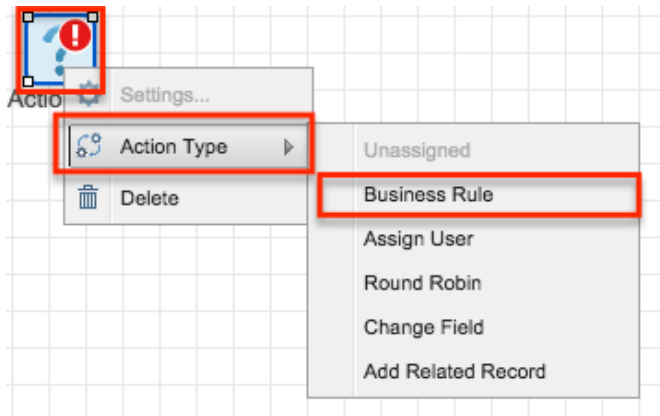 Actio
Settings...
Action Type
Unassigned
Delete
Business Rule
Assign User
Round Robin
Change Field
Add Related Record